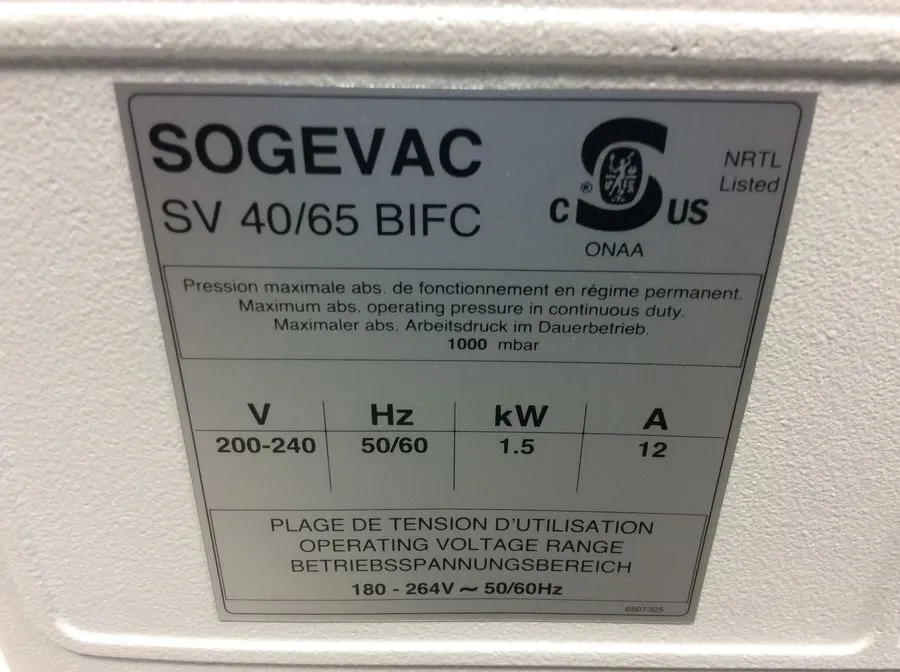 SOGEVAC
SV 40/65 BIFC
C S ® US
NRTL
Listed
ONAA
Pression maximale abs. de fonctionnement en régime permanent.
Maximum abs. operating pressure in continuous duty.
Maximaler abs. Arbeitsdruck im Dauerbetrieb.
1000 mbar
V Hz kW A
200-240 50/60 1.5 12
PLAGE DE TENSION D'UTILISATION
OPERATING VOLTAGE RANGE
BETRIEBSSPANNUNGSBEREICH
180 - 264V ~ 50/60Hz
6507325